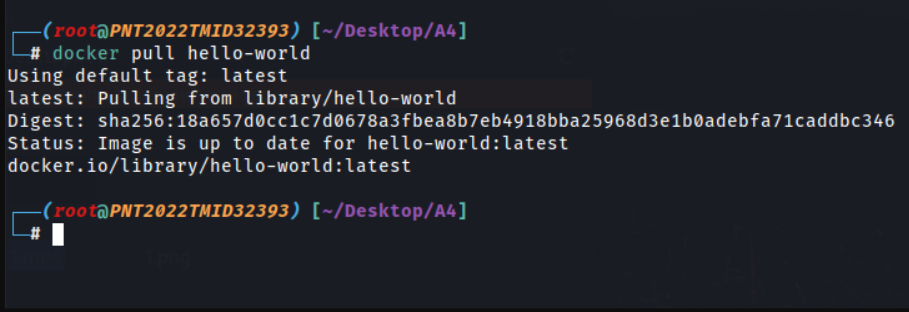 ┌──(root@PNT2022TMID32393) [~/Desktop/A4]
└─# docker pull hello-world
Using default tag: latest
latest: Pulling from library/hello-world
Digest: sha256:18a657d0cc1c7d0678a3fbea8b7eb4918bba25968d3e1b0adebfa71caddbc346
Status: Image is up to date for hello-world:latest
docker.io/library/hello-world:latest
┌──(root@PNT2022TMID32393) [~/Desktop/A4]
└─#